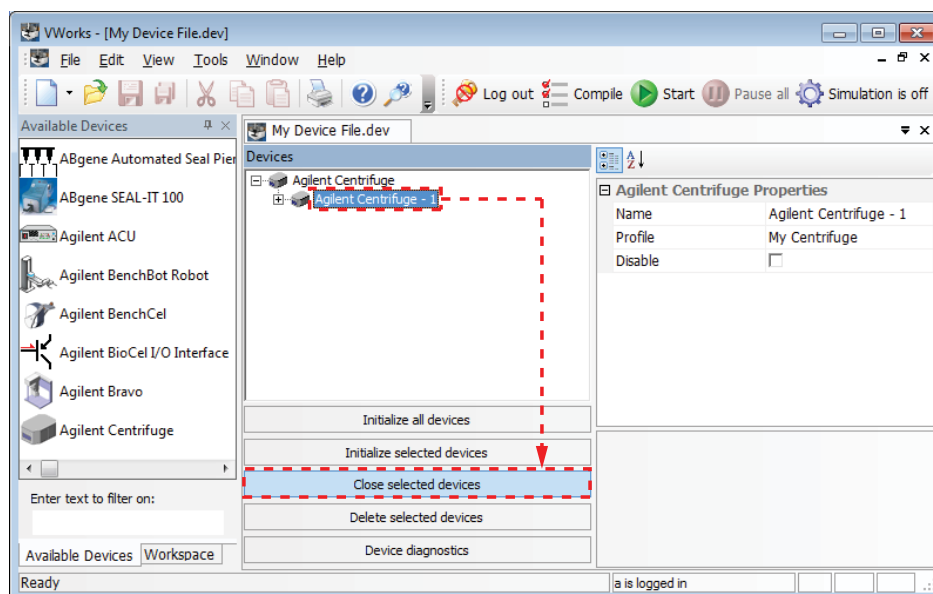 VWorks - [My Device File.dev]
File Edit View Tools Window Help
Log out Compile Start Pause all Simulation is off
Available Devices
ABgene Automated Seal Pier
ABgene SEAL-IT 100
Agilent ACU
Agilent BenchBot Robot
Agilent BenchCel
Agilent BioCel I/O Interface
Agilent Bravo
Agilent Centrifuge
Enter text to filter on:
Available Devices Workspace
My Device File.dev
Devices
Agilent Centrifuge
Agilent Centrifuge - 1
Initialize all devices
Initialize selected devices
Close selected devices
Delete selected devices
Device diagnostics
Agilent Centrifuge Properties
Name Agilent Centrifuge - 1
Profile My Centrifuge
Disable
Ready a is logged in